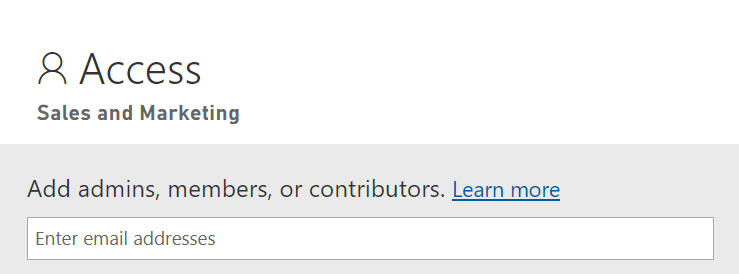 Access
Sales and Marketing
Add admins, members, or contributors. Learn more
Enter email addresses